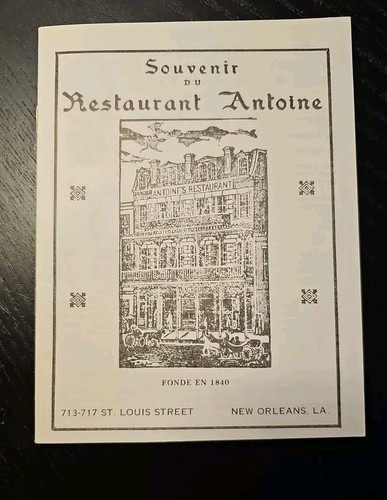 Souvenir
DU
Restaurant Antoine
ANTOINE'S RESTAURANT
FONDE EN 1840
713-717 ST. LOUIS STREET NEW ORLEANS, LA.